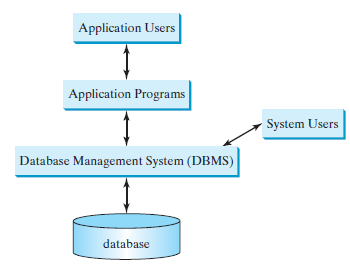 Application Users
Application Programs
System Users
Database Management System (DBMS)
database